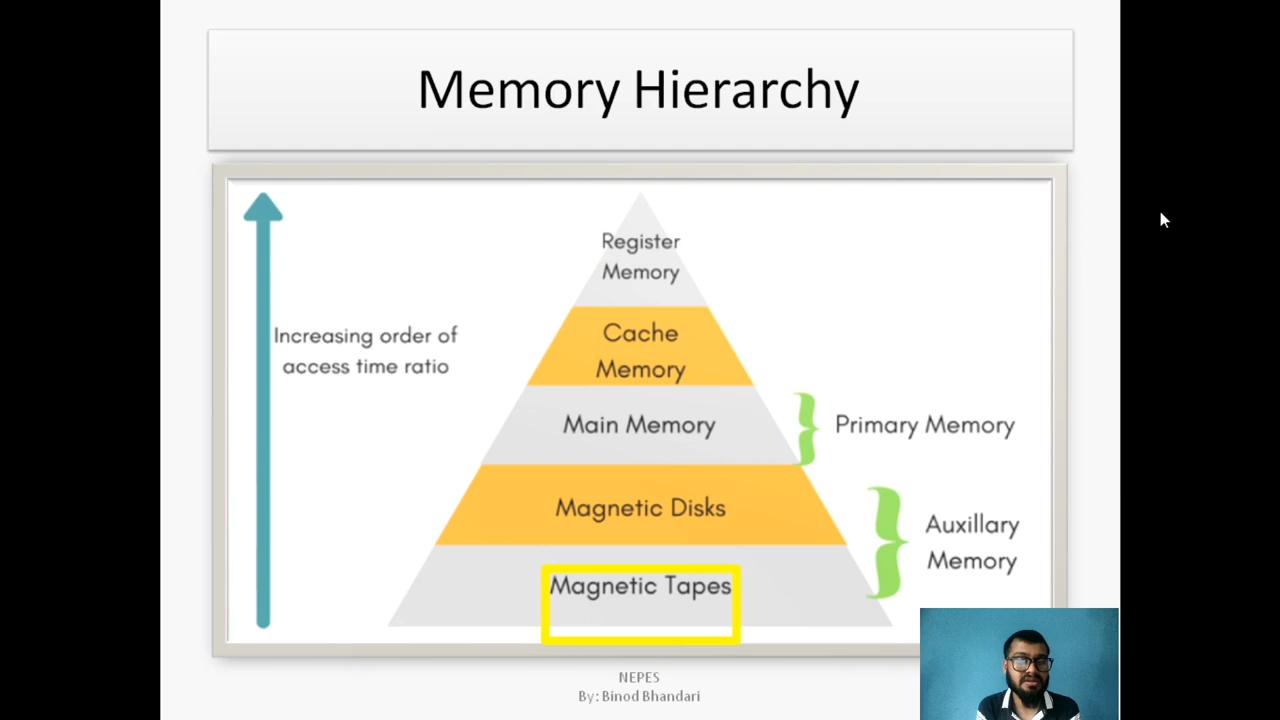 Memory Hierarchy
Register
Memory
Increasing order of
access time ratio
Cache
Memory
Main Memory
Primary Memory
Magnetic Disks
Auxillary
Memory
Magnetic Tapes
NEPES
By: Binod Bhandari